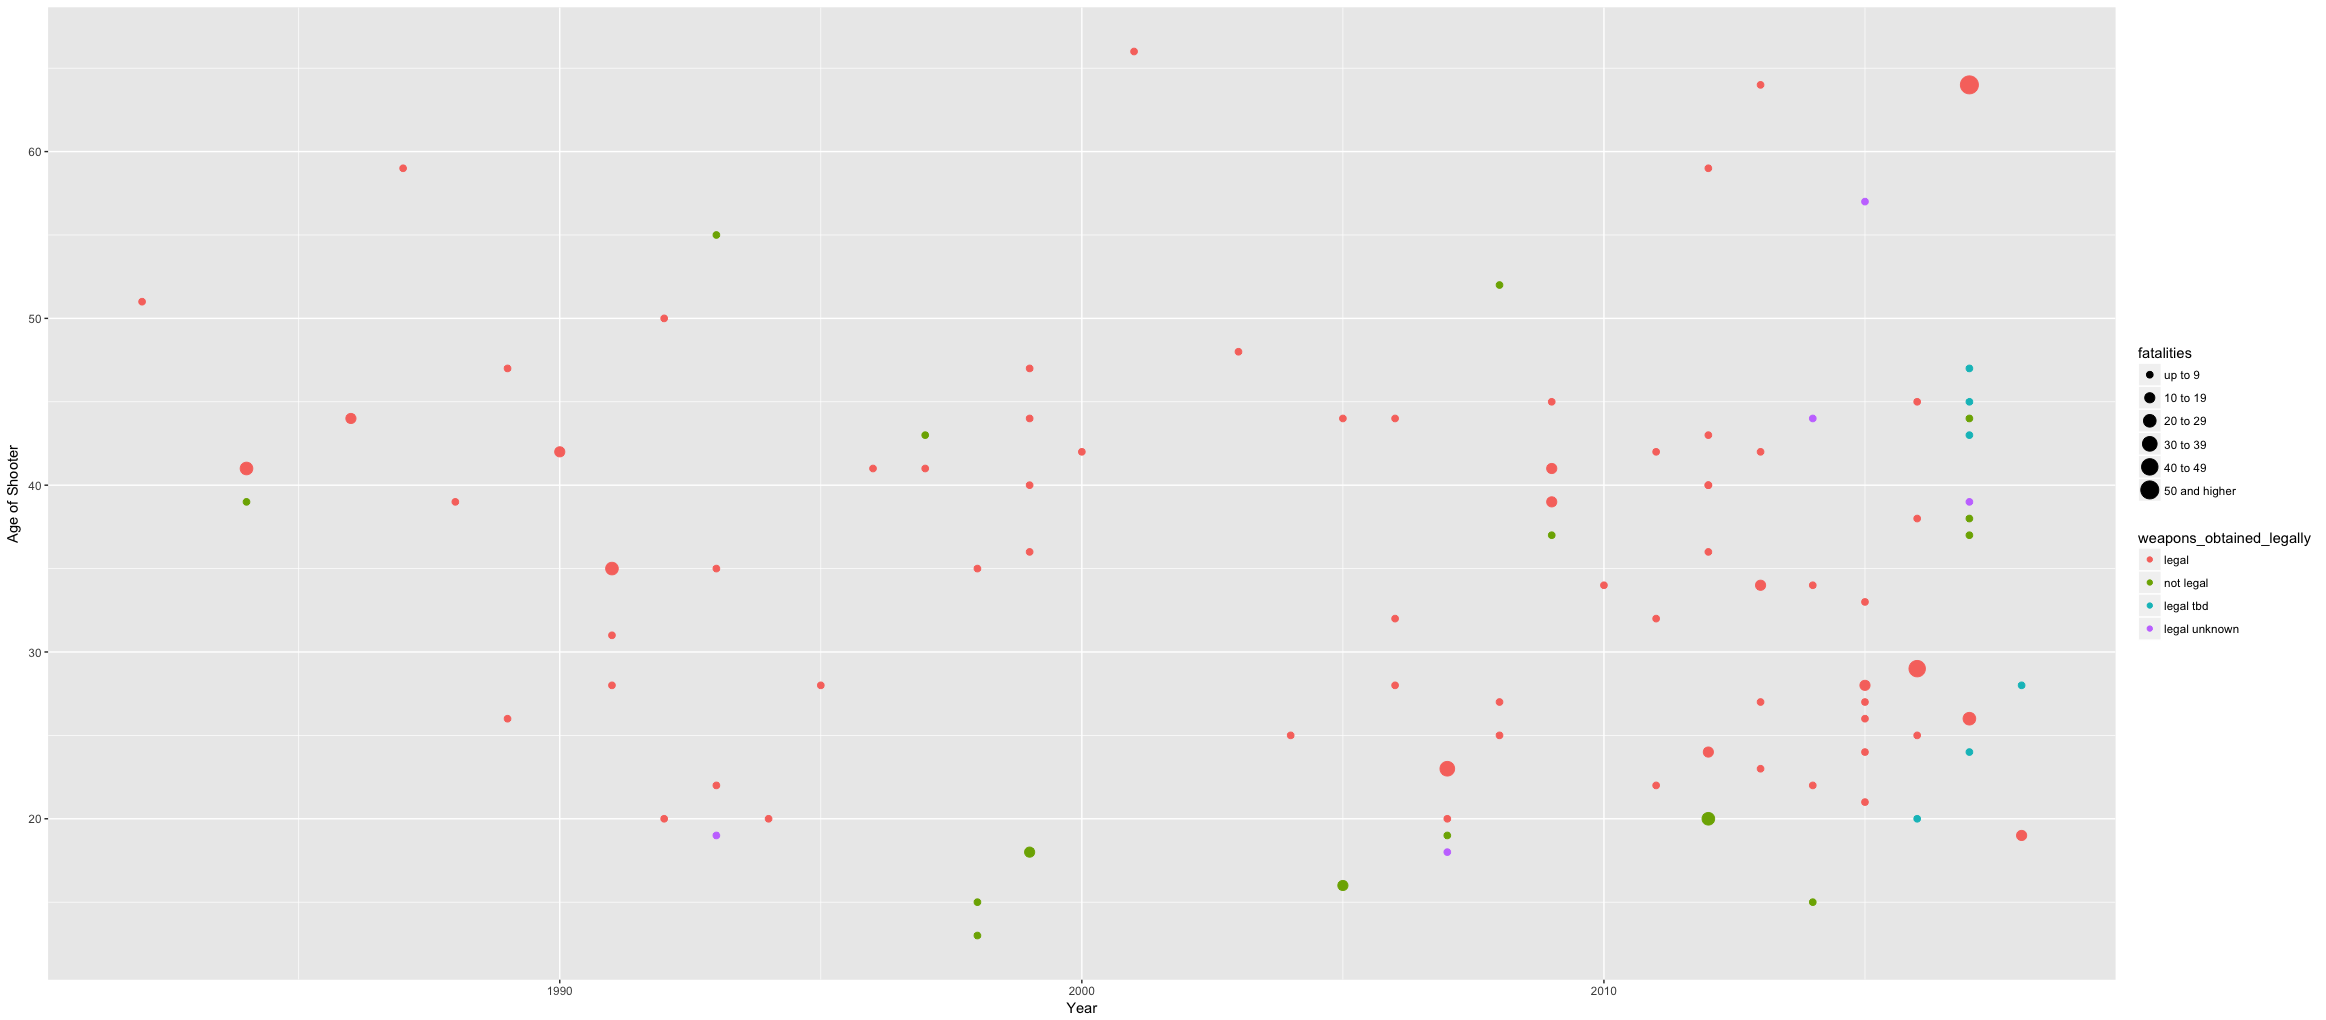 60
50
40
30
20
Age of Shooter
1990
2000
2010
Year
fatalities
up to 9
10 to 19
20 to 29
30 to 39
40 to 49
50 and higher
weapons_obtained_legally
legal
not legal
legal tbd
legal unknown